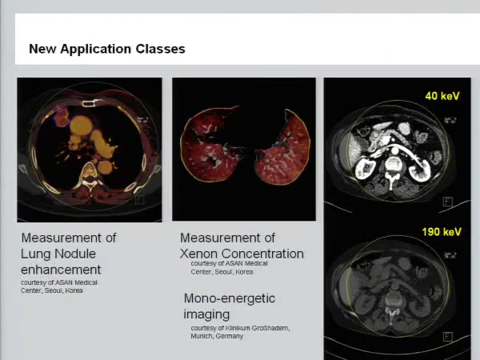 New Application Classes
40 keV
190 keV
Measurement of
Lung Nodule
enhancement
courtesy of ASAN Medical
Center, Seoul, Korea
Measurement of
Xenon Concentration
courtesy of ASAN Medical
Center, Seoul, Korea
Mono-energetic
imaging
courtesy of Klinikum Großhadern,
Munich, Germany